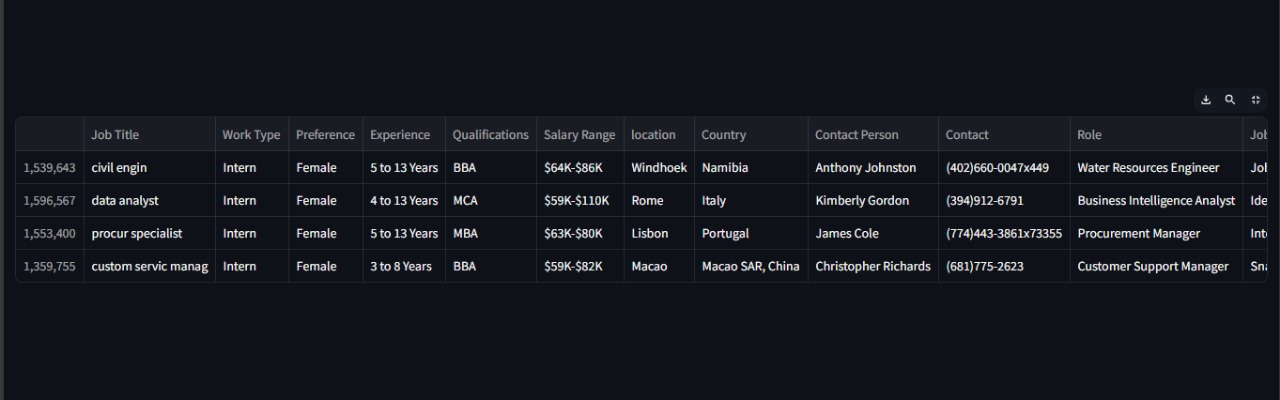 Job Title Work Type Preference Experience Qualifications Salary Range location Country Contact Person Contact Role Job
1,539,643 civil engin Intern Female 5 to 13 Years BBA $64K-$86K Windhoek Namibia Anthony Johnston (402)660-0047x449 Water Resources Engineer Jol
1,596,567 data analyst Intern Female 4 to 13 Years MCA $59K-$110K Rome Italy Kimberly Gordon (394)912-6791 Business Intelligence Analyst Ide
1,553,400 procur specialist Intern Female 5 to 13 Years MBA $63K-$80K Lisbon Portugal James Cole (774)443-3861x73355 Procurement Manager Inte
1,359,755 custom servic manag Intern Female 3 to 8 Years BBA $59K-$82K Macao Macao SAR, China Christopher Richards (681)775-2623 Customer Support Manager Sna